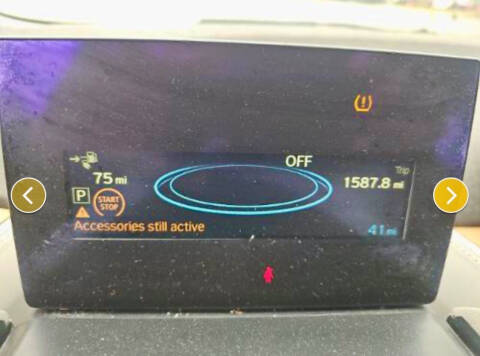 OFF
Trip
75 mi
1587.8 mi
P
START
STOP
Accessories still active
41 mi